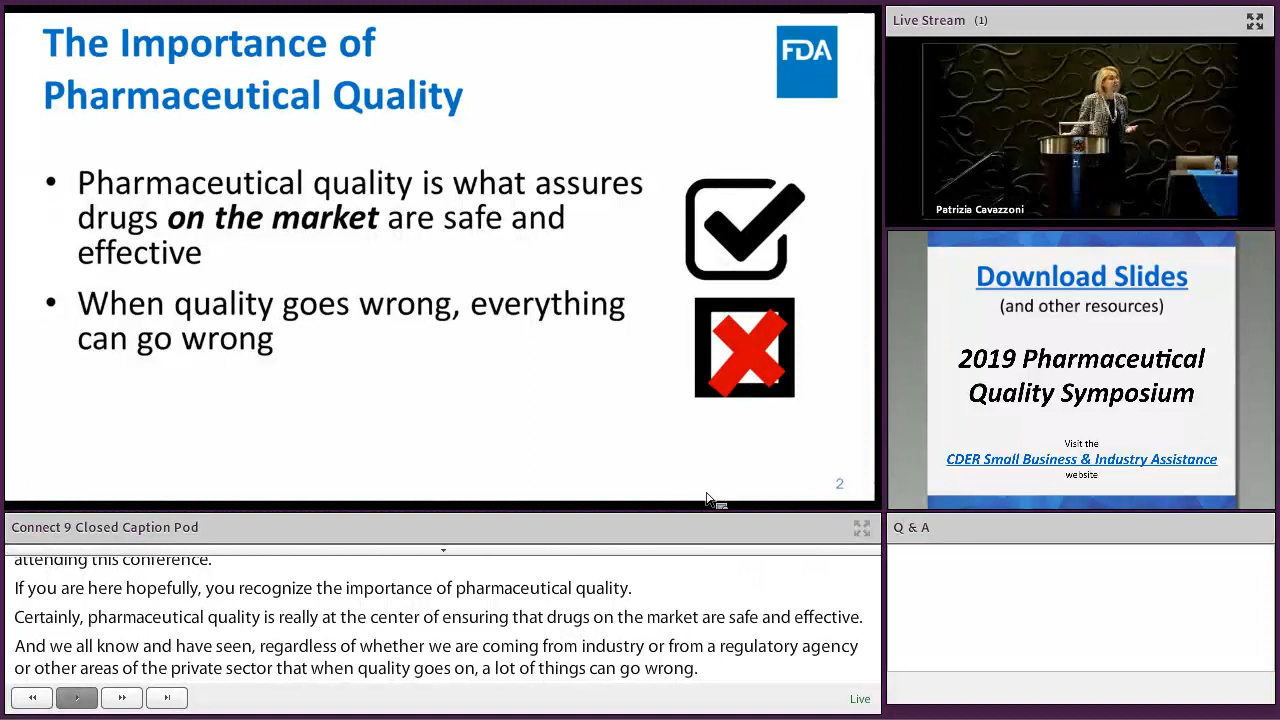 The Importance of
Pharmaceutical Quality
FDA
• Pharmaceutical quality is what assures
drugs on the market are safe and
effective
• When quality goes wrong, everything
can go wrong
2
Live Stream (1)
Patrizia Cavazzoni
Download Slides
(and other resources)
2019 Pharmaceutical
Quality Symposium
Visit the
CDER Small Business & Industry Assistance
website
Connect 9 Closed Caption Pod
attending this conference.
If you are here hopefully, you recognize the importance of pharmaceutical quality.
Certainly, pharmaceutical quality is really at the center of ensuring that drugs on the market are safe and effective.
And we all know and have seen, regardless of whether we are coming from industry or from a regulatory agency
or other areas of the private sector that when quality goes on, a lot of things can go wrong.
Live
Q & A